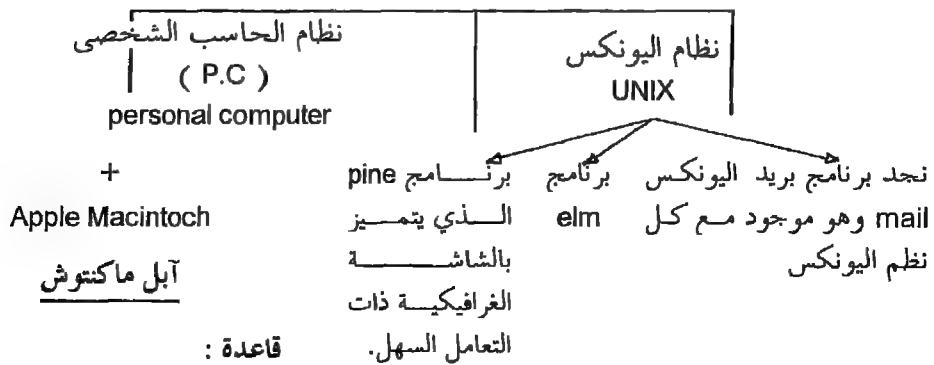 نظام اليونكس
UNIX
نجد برنامج بريد اليونكس
mail وهو موجود مع كل
نظم اليونكس
برنامج
elm
برنامج pine
الذي يتميز
بالشاشة
الغرافيكية ذات
التعامل السهل.
نظام الحاسب الشخصى
( P.C )
personal computer
+
Apple Macintoch
آبل ماكنتوش
قاعدة :